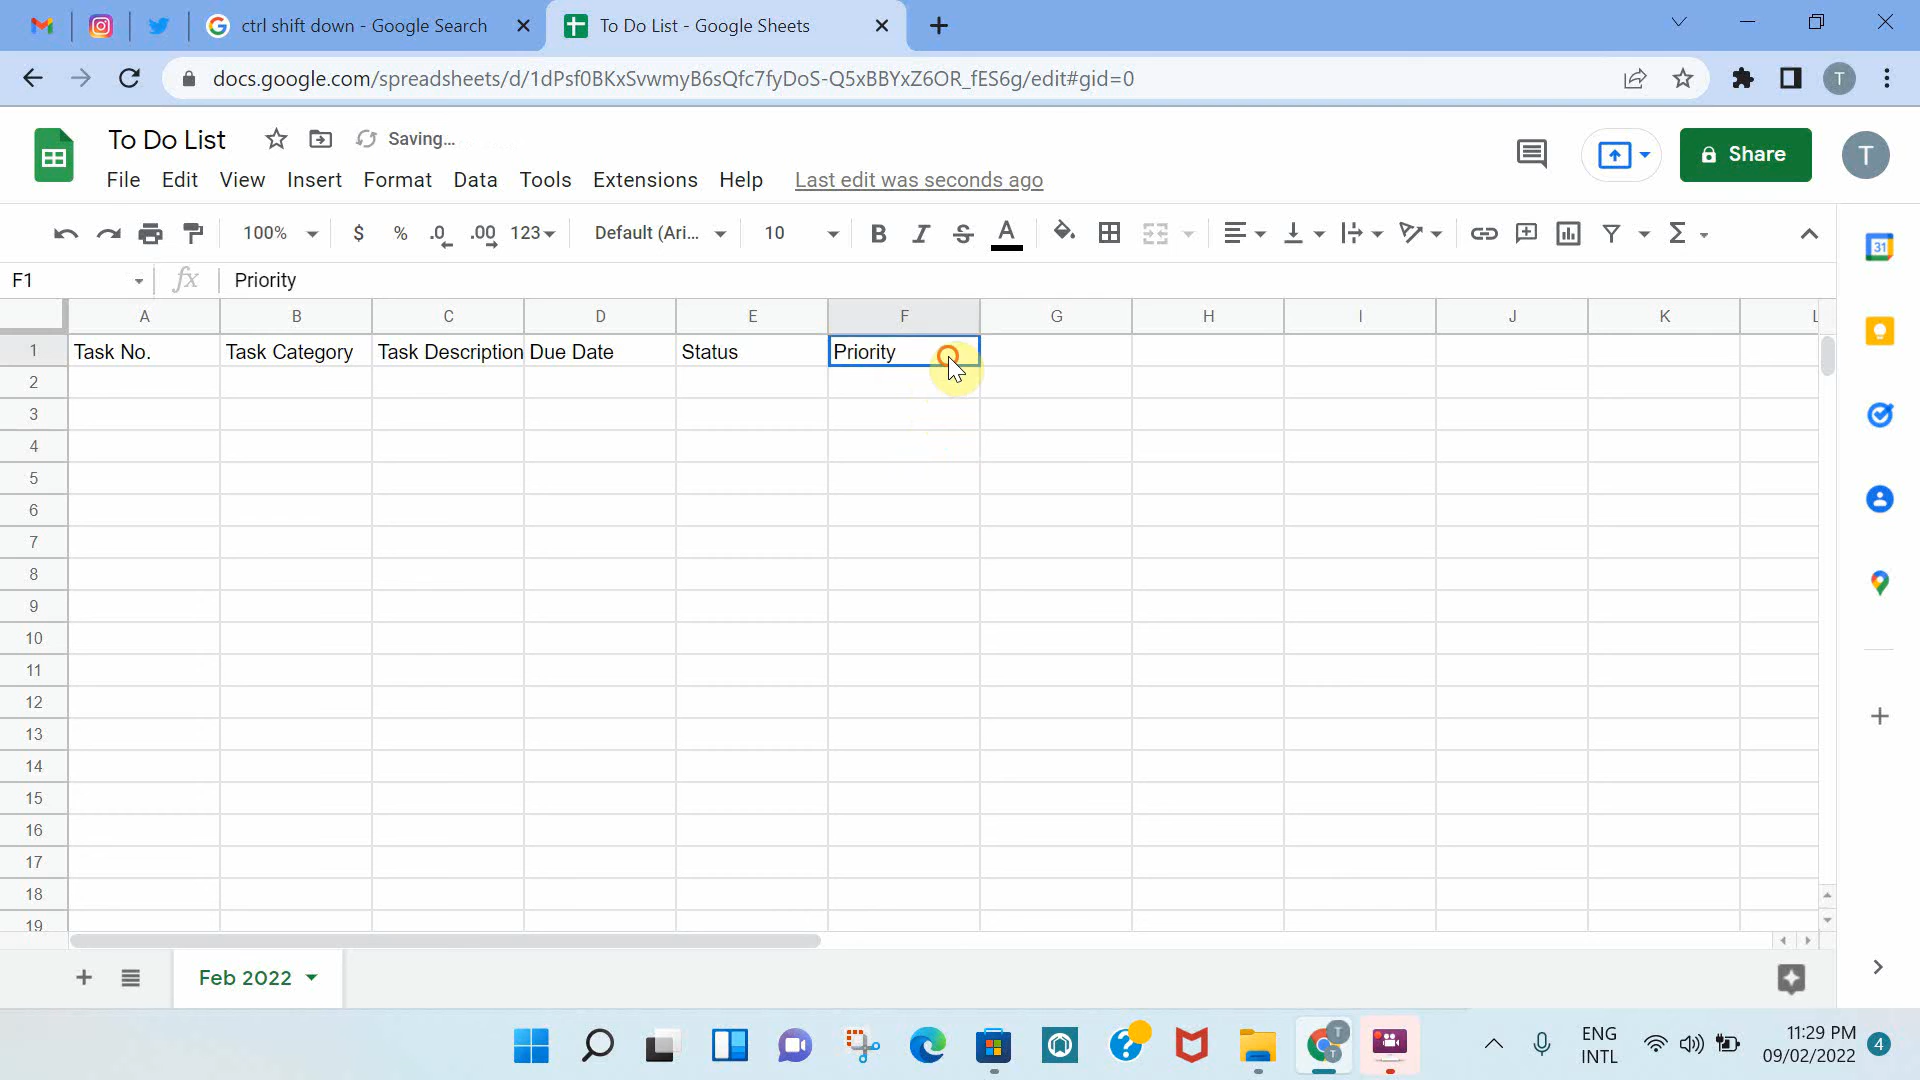 ctrl shift down - Google Search
To Do List - Google Sheets
docs.google.com/spreadsheets/d/1dPsf0BKxSvwmyB6sQfc7fyDoS-Q5xBBYxZ6OR_fES6g/edit#gid=0
T
To Do List
Saving...
Share
T
File Edit View Insert Format Data Tools Extensions Help Last edit was seconds ago
100% $ % .0 .00 123 Default (Ari... 10 B I S A Σ
31
F1 fx Priority
A B C D E F G H I J K L
1 Task No. Task Category Task Description Due Date Status Priority
2
3
4
5
6
7
8
9
10
11
12
13
14
15
16
17
18
19
Feb 2022
T
T
ENG
INTL
11:29 PM
09/02/2022
4